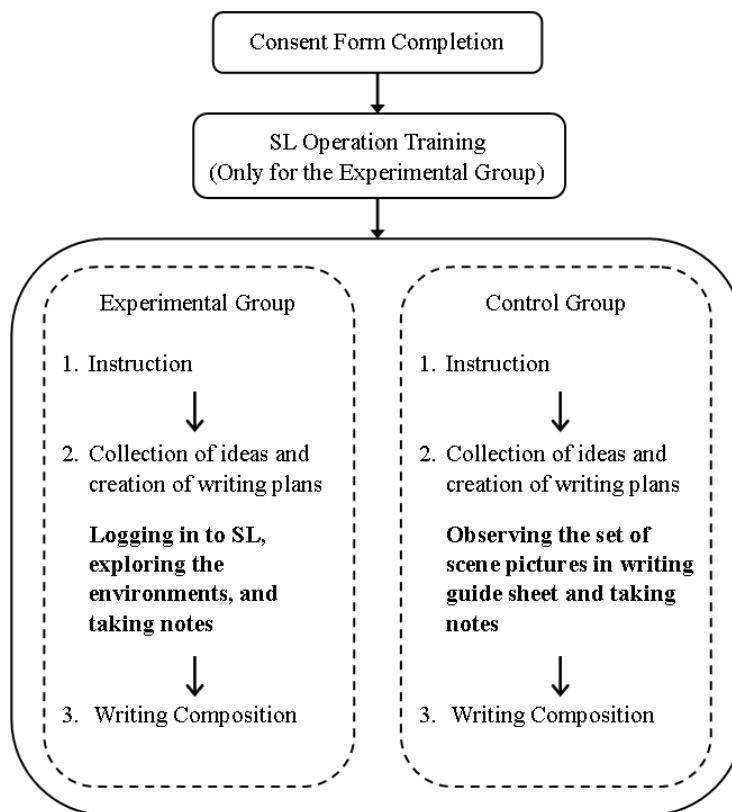 Consent Form Completion
SL Operation Training
(Only for the Experimental Group)
Experimental Group
1. Instruction
2. Collection of ideas and
creation of writing plans
Logging in to SL,
exploring the
environments, and
taking notes
3. Writing Composition
Control Group
1. Instruction
2. Collection of ideas and
creation of writing plans
Observing the set of
scene pictures in writing
guide sheet and taking
notes
3. Writing Composition